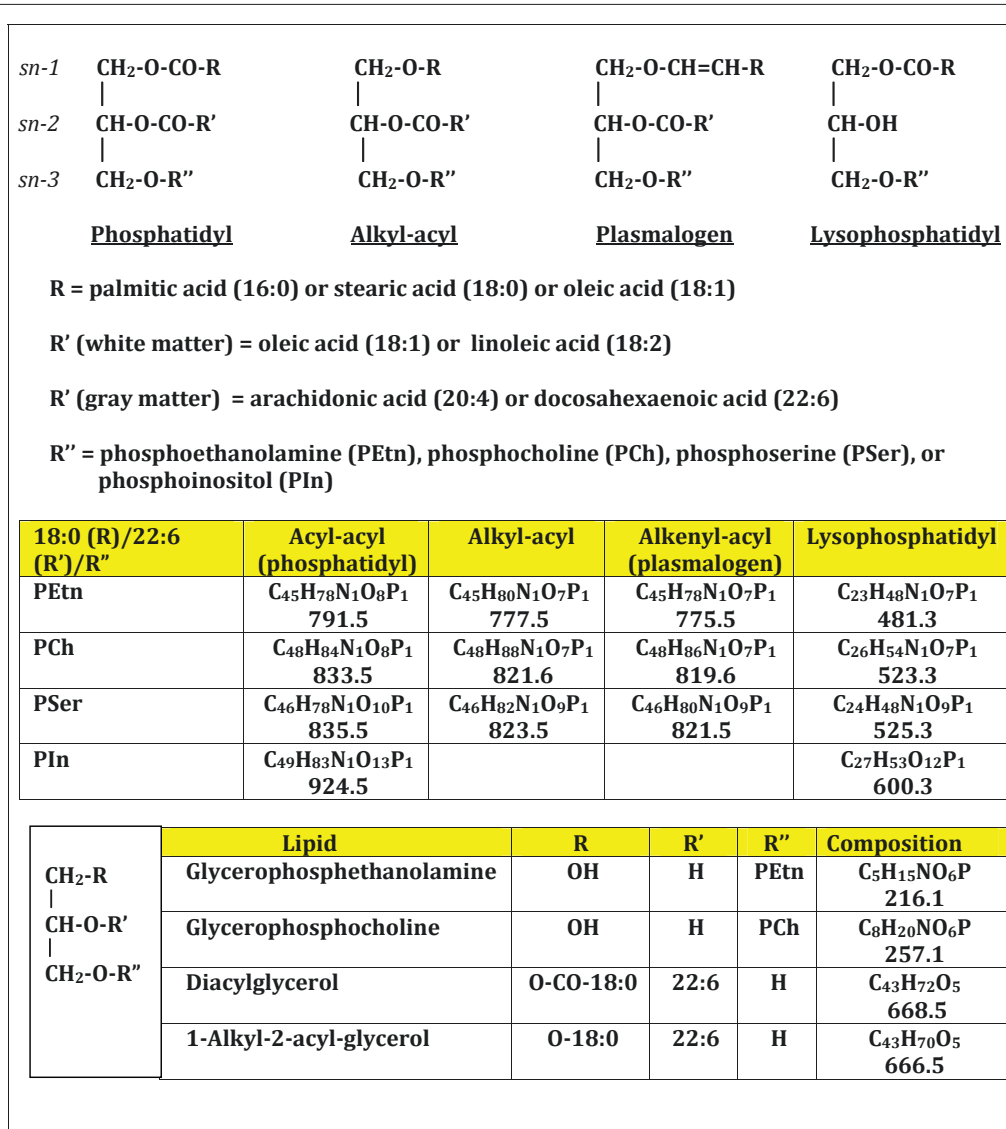 sn-1 CH₂-O-CO-R CH₂-O-R CH₂-O-CH=CH-R CH₂-O-CO-R
| | | |
sn-2 CH-O-CO-R’ CH-O-CO-R’ CH-O-CO-R’ CH-OH
| | | |
sn-3 CH₂-O-R’’ CH₂-O-R’’ CH₂-O-R’’ CH₂-O-R’’
Phosphatidyl Alkyl-acyl Plasmalogen Lysophosphatidyl
R = palmitic acid (16:0) or stearic acid (18:0) or oleic acid (18:1)
R’ (white matter) = oleic acid (18:1) or linoleic acid (18:2)
R’ (gray matter) = arachidonic acid (20:4) or docosahexaenoic acid (22:6)
R’’ = phosphoethanolamine (PEtn), phosphocholine (PCh), phosphoserine (PSer), or
phosphoinositol (PIn)
18:0 (R)/22:6 Acyl-acyl Alkyl-acyl Alkenyl-acyl Lysophosphatidyl
(R’)/R” (phosphatidyl) (plasmalogen)
PEtn C₄₅H₇₈N₁O₈P₁ C₄₅H₈₀N₁O₇P₁ C₄₅H₇₈N₁O₇P₁ C₂₃H₄₈N₁O₇P₁
791.5 777.5 775.5 481.3
PCh C₄₈H₈₄N₁O₈P₁ C₄₈H₈₈N₁O₇P₁ C₄₈H₈₆N₁O₇P₁ C₂₆H₅₄N₁O₇P₁
833.5 821.6 819.6 523.3
PSer C₄₆H₇₈N₁O₁₀P₁ C₄₆H₈₂N₁O₉P₁ C₄₆H₈₀N₁O₉P₁ C₂₄H₄₈N₁O₉P₁
835.5 823.5 821.5 525.3
PIn C₄₉H₈₃N₁O₁₃P₁ C₂₇H₅₃O₁₂P₁
924.5 600.3
Lipid R R’ R’’ Composition
CH₂-R Glycerophosphethanolamine OH H PEtn C₅H₁₅NO₆P
| 216.1
CH-O-R’ Glycerophosphocholine OH H PCh C₈H₂₀NO₆P
| 257.1
CH₂-O-R” Diacylglycerol O-CO-18:0 22:6 H C₄₃H₇₂O₅
668.5
1-Alkyl-2-acyl-glycerol O-18:0 22:6 H C₄₃H₇₀O₅
666.5